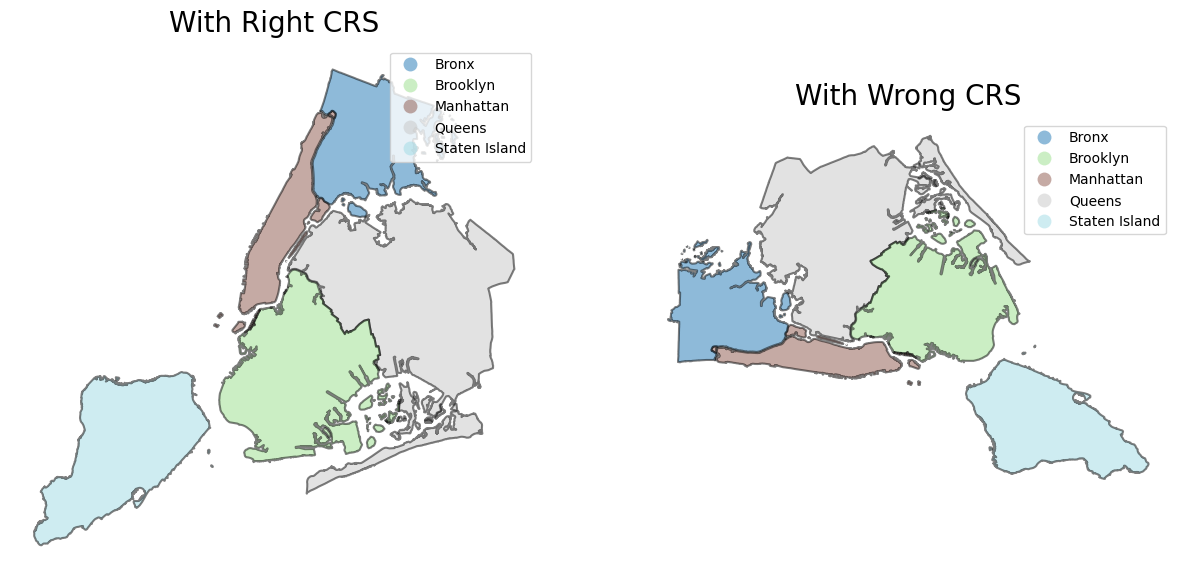 With Right CRS
Bronx
Brooklyn
Manhattan
Queens
Staten Island
With Wrong CRS
Bronx
Brooklyn
Manhattan
Queens
Staten Island